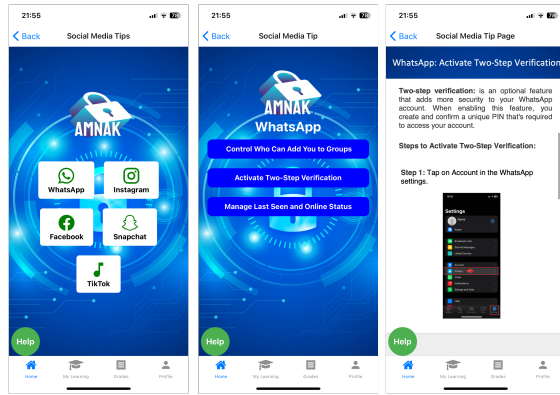 21:55
Back
Social Media Tips
AMNAK
WhatsApp
Instagram
Facebook
Snapchat
TikTok
Help
Home
My Learning
Grades
Profile
21:55
Back
Social Media Tip
AMNAK
WhatsApp
Control Who Can Add You to Groups
Activate Two-Step Verification
Manage Last Seen and Online Status
Help
Home
My Learning
Grades
Profile
21:55
Back
Social Media Tip Page
WhatsApp: Activate Two-Step Verification
Two-step verification: is an optional feature
that adds more security to your WhatsApp
account. When enabling this feature, you
create and confirm a unique PIN that's required
to access your account.
Steps to Activate Two-Step Verification:
Step 1: Tap on Account in the WhatsApp
settings.
Settings
Help
Home
My Learning
Grades
Profile